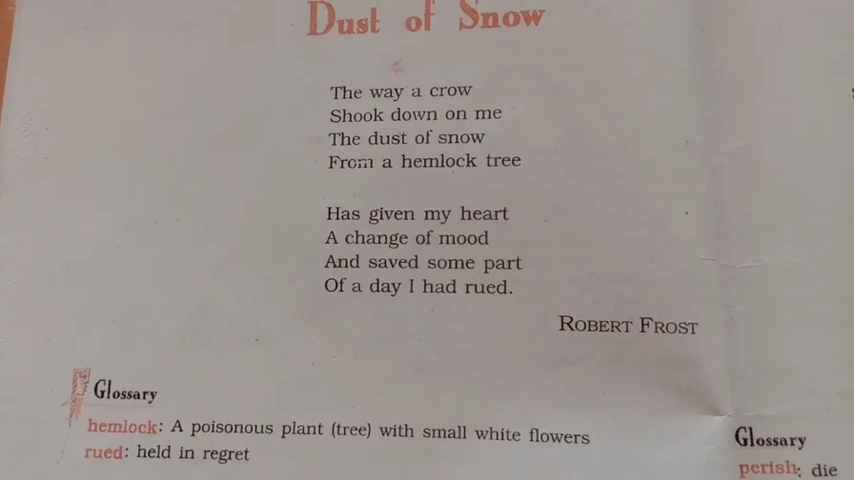 Dust of Snow
The way a crow
Shook down on me
The dust of snow
From a hemlock tree
Has given my heart
A change of mood
And saved some part
Of a day I had rued.
ROBERT FROST
Glossary
hemlock: A poisonous plant (tree) with small white flowers
rued: held in regret
Glossary
perish: die